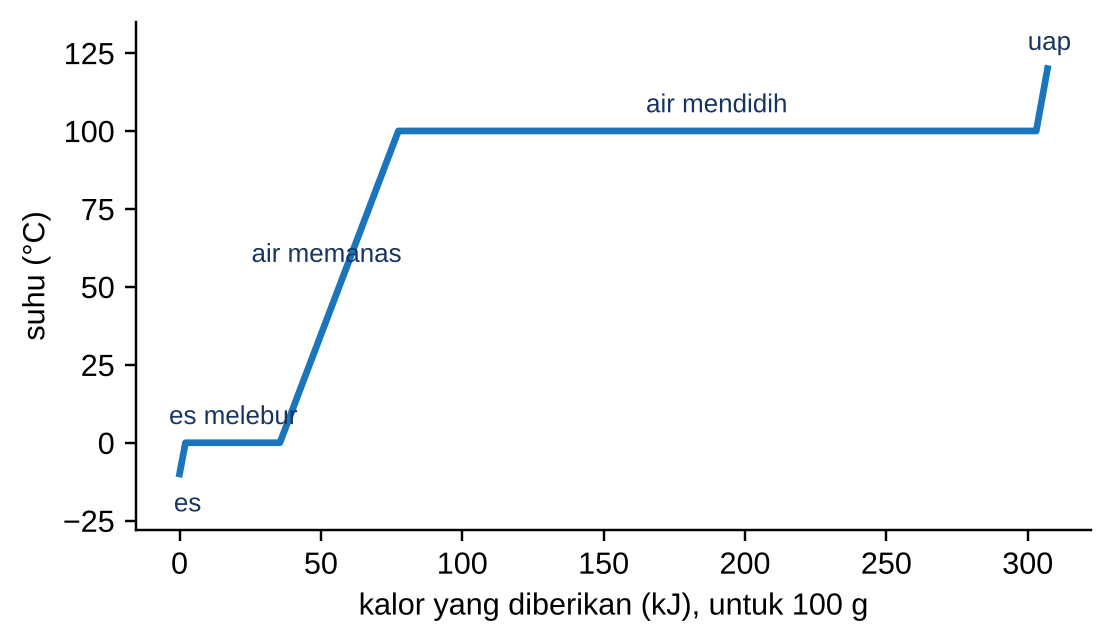 uap
125
air mendidih
100
75
air memanas
50
25
es melebur
0
es
−25
suhu (°C)
0 50 100 150 200 250 300
kalor yang diberikan (kJ), untuk 100 g